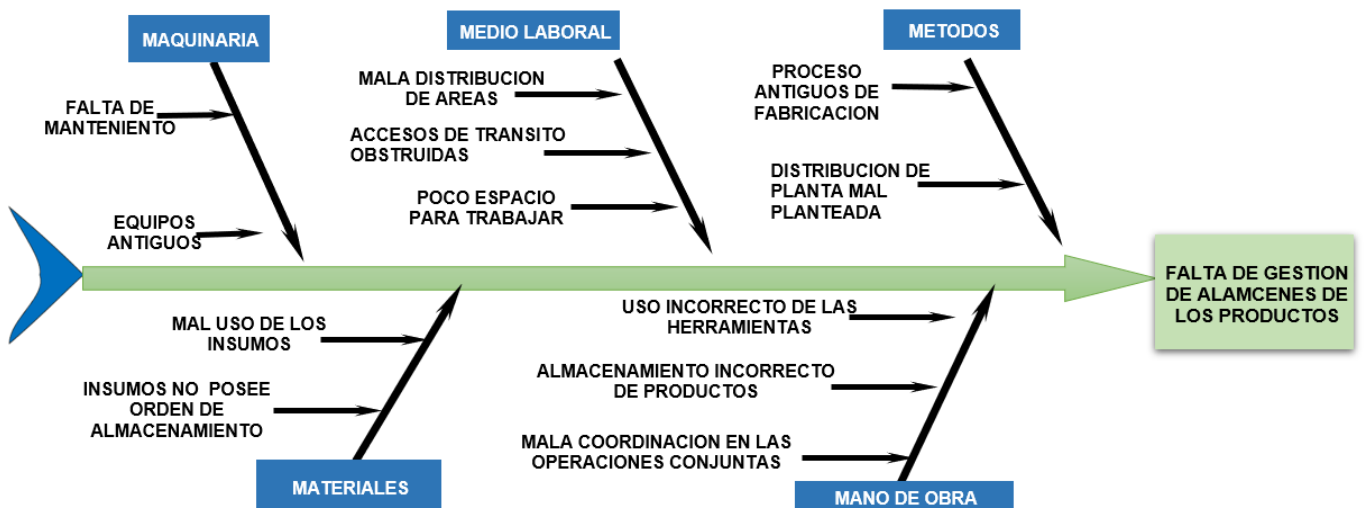 MAQUINARIA
FALTA DE
MANTENIENTO
EQUIPOS
ANTIGUOS
MEDIO LABORAL
MALA DISTRIBUCION
DE AREAS
ACCESOS DE TRANSITO
OBSTRUIDAS
POCO ESPACIO
PARA TRABAJAR
METODOS
PROCESO
ANTIGUOS DE
FABRICACION
DISTRIBUCION DE
PLANTA MAL
PLANTEADA
FALTA DE GESTION
DE ALAMCENES DE
LOS PRODUCTOS
MAL USO DE LOS
INSUMOS
INSUMOS NO POSEE
ORDEN DE
ALMACENAMIENTO
MATERIALES
USO INCORRECTO DE LAS
HERRAMIENTAS
ALMACENAMIENTO INCORRECTO
DE PRODUCTOS
MALA COORDINACION EN LAS
OPERACIONES CONJUNTAS
MANO DE OBRA